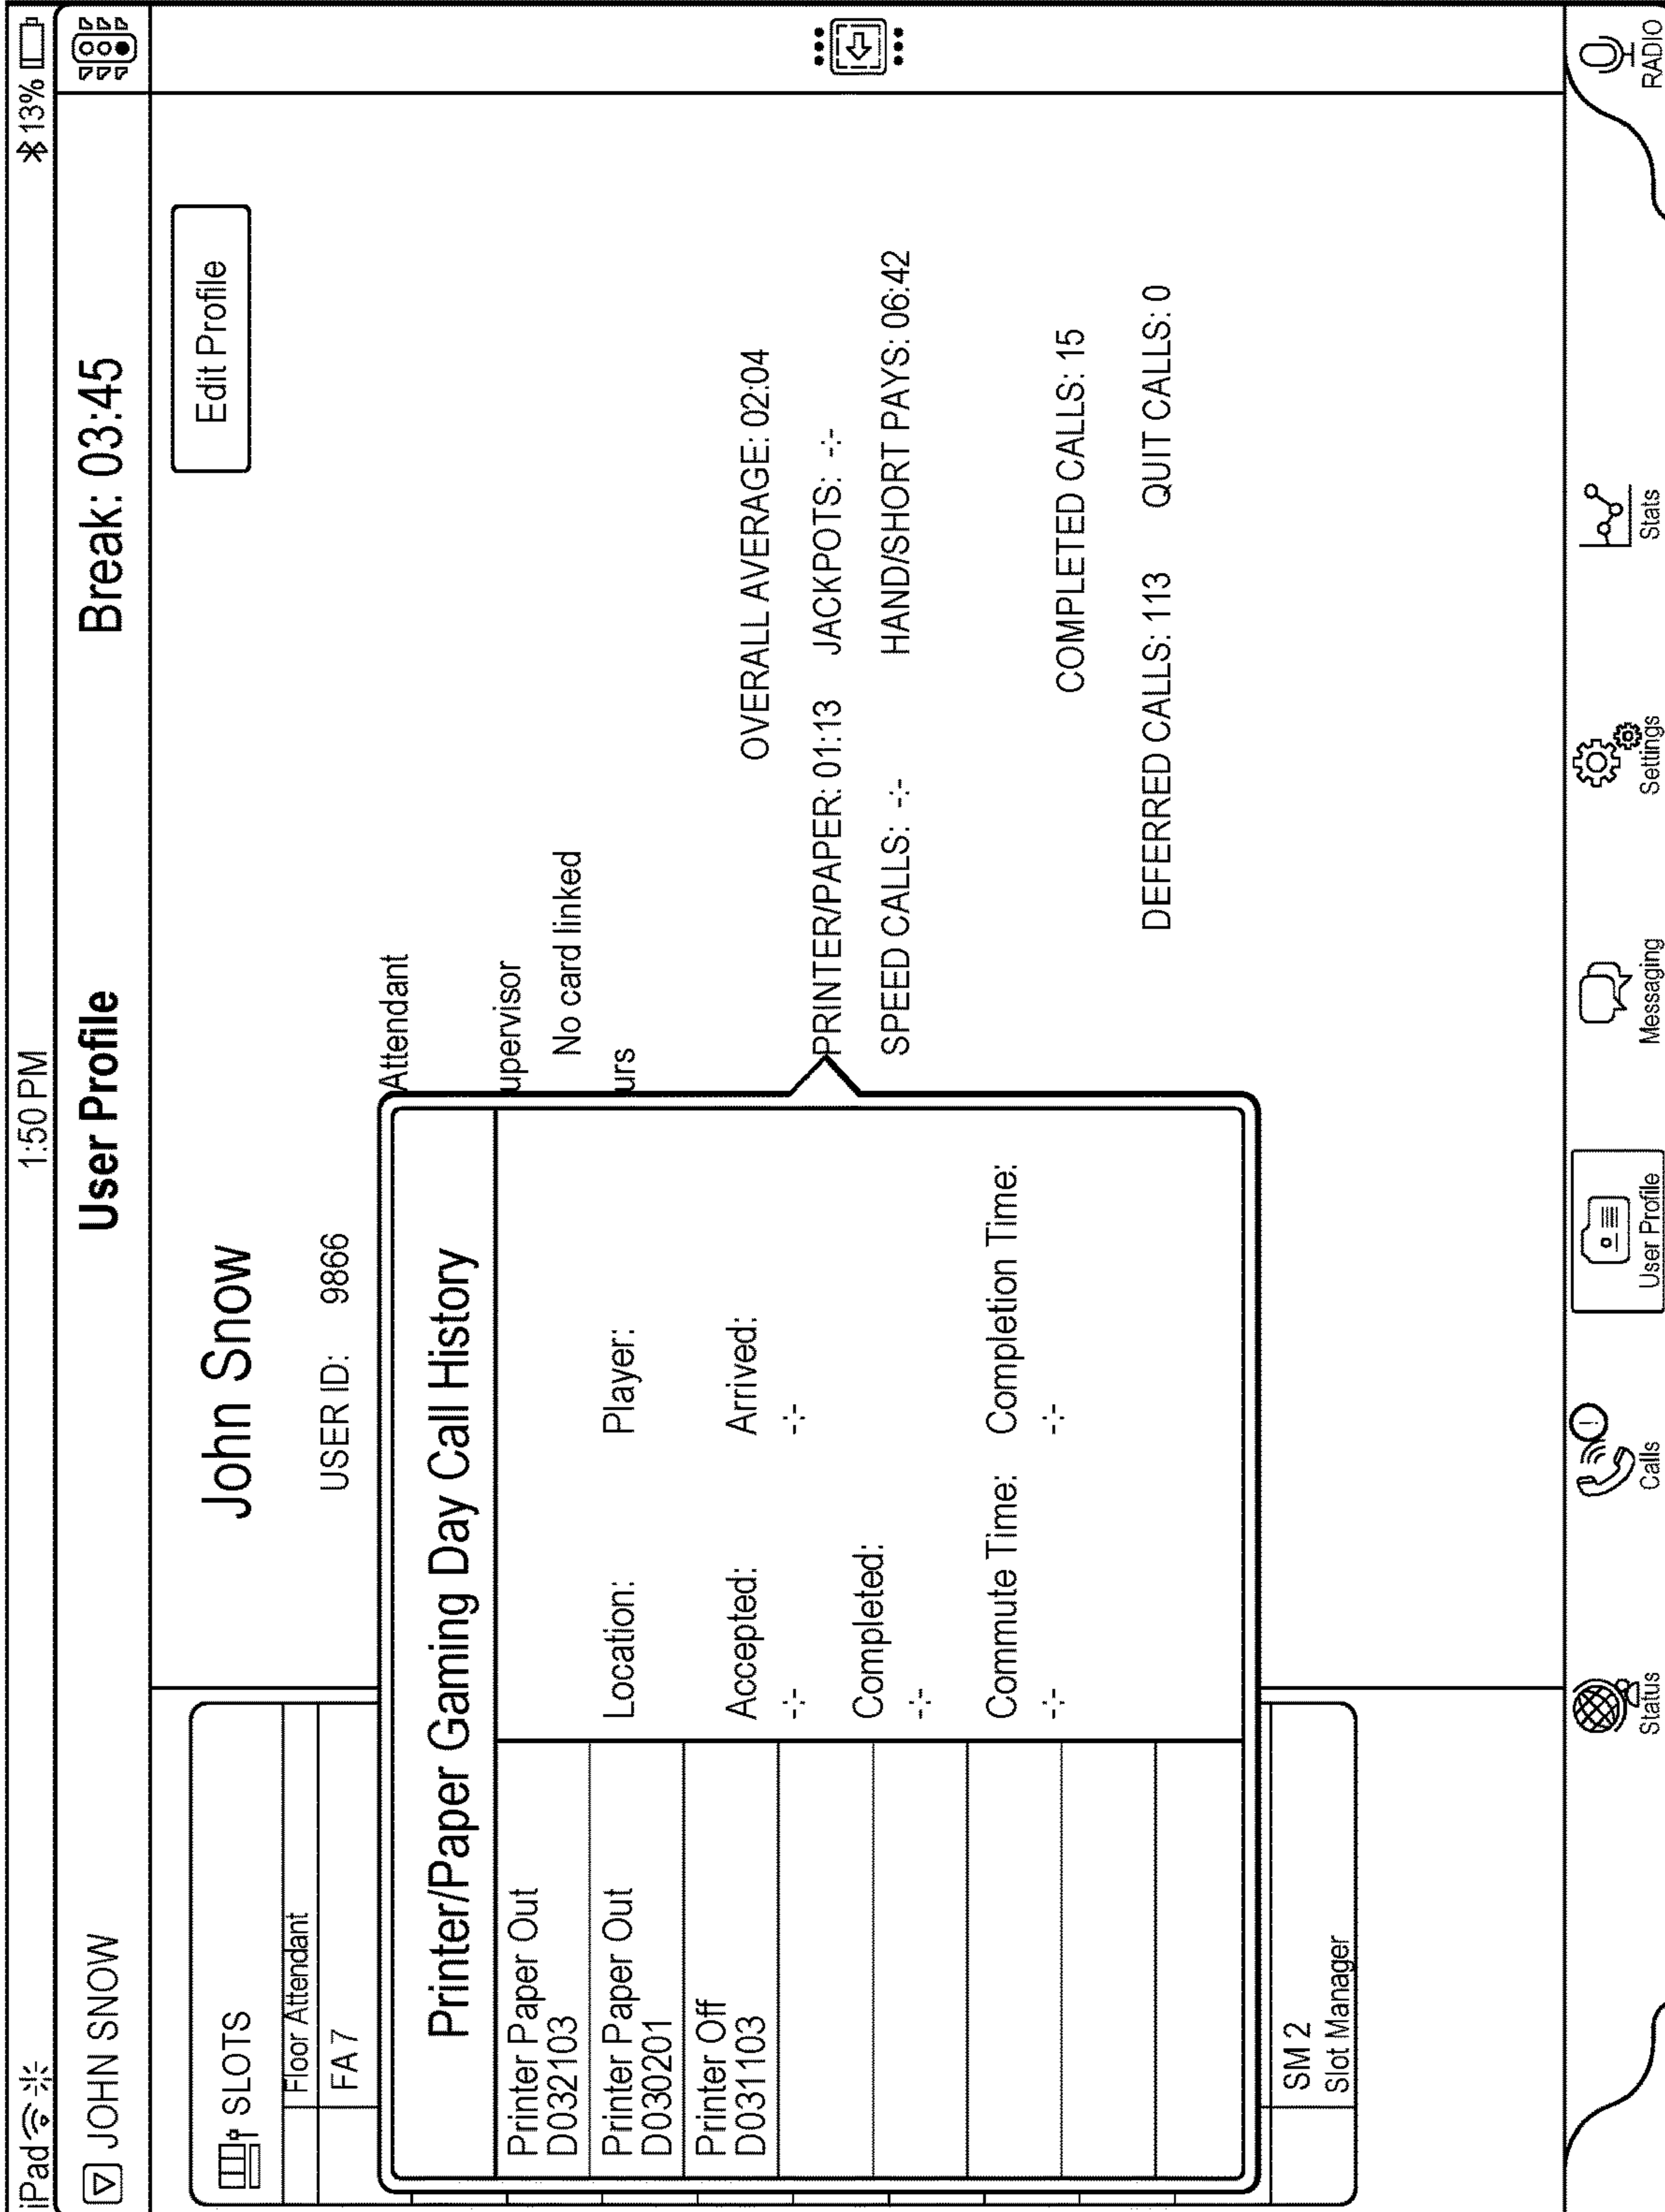 iPad 1:50 PM 13%
JOHN SNOW User Profile Break: 03:45
SLOTS
Floor Attendant
FA 7
John Snow
Edit Profile
USER ID: 9866
Attendant
upervisor
No card linked
urs
Printer/Paper Gaming Day Call History
Printer Paper Out
D032103
Printer Paper Out
D030201
Printer Off
D031103
Location: Player:
Accepted: Arrived:
-:- -:-
Completed:
-:-
Commute Time: Completion Time:
-:- -:-
OVERALL AVERAGE: 02:04
PRINTER/PAPER: 01:13 JACKPOTS: -:-
SPEED CALLS: -:- HAND/SHORT PAYS: 06:42
COMPLETED CALLS: 15
DEFERRED CALLS: 113 QUIT CALLS: 0
SM 2
Slot Manager
Status Calls User Profile Messaging Settings Stats RADIO